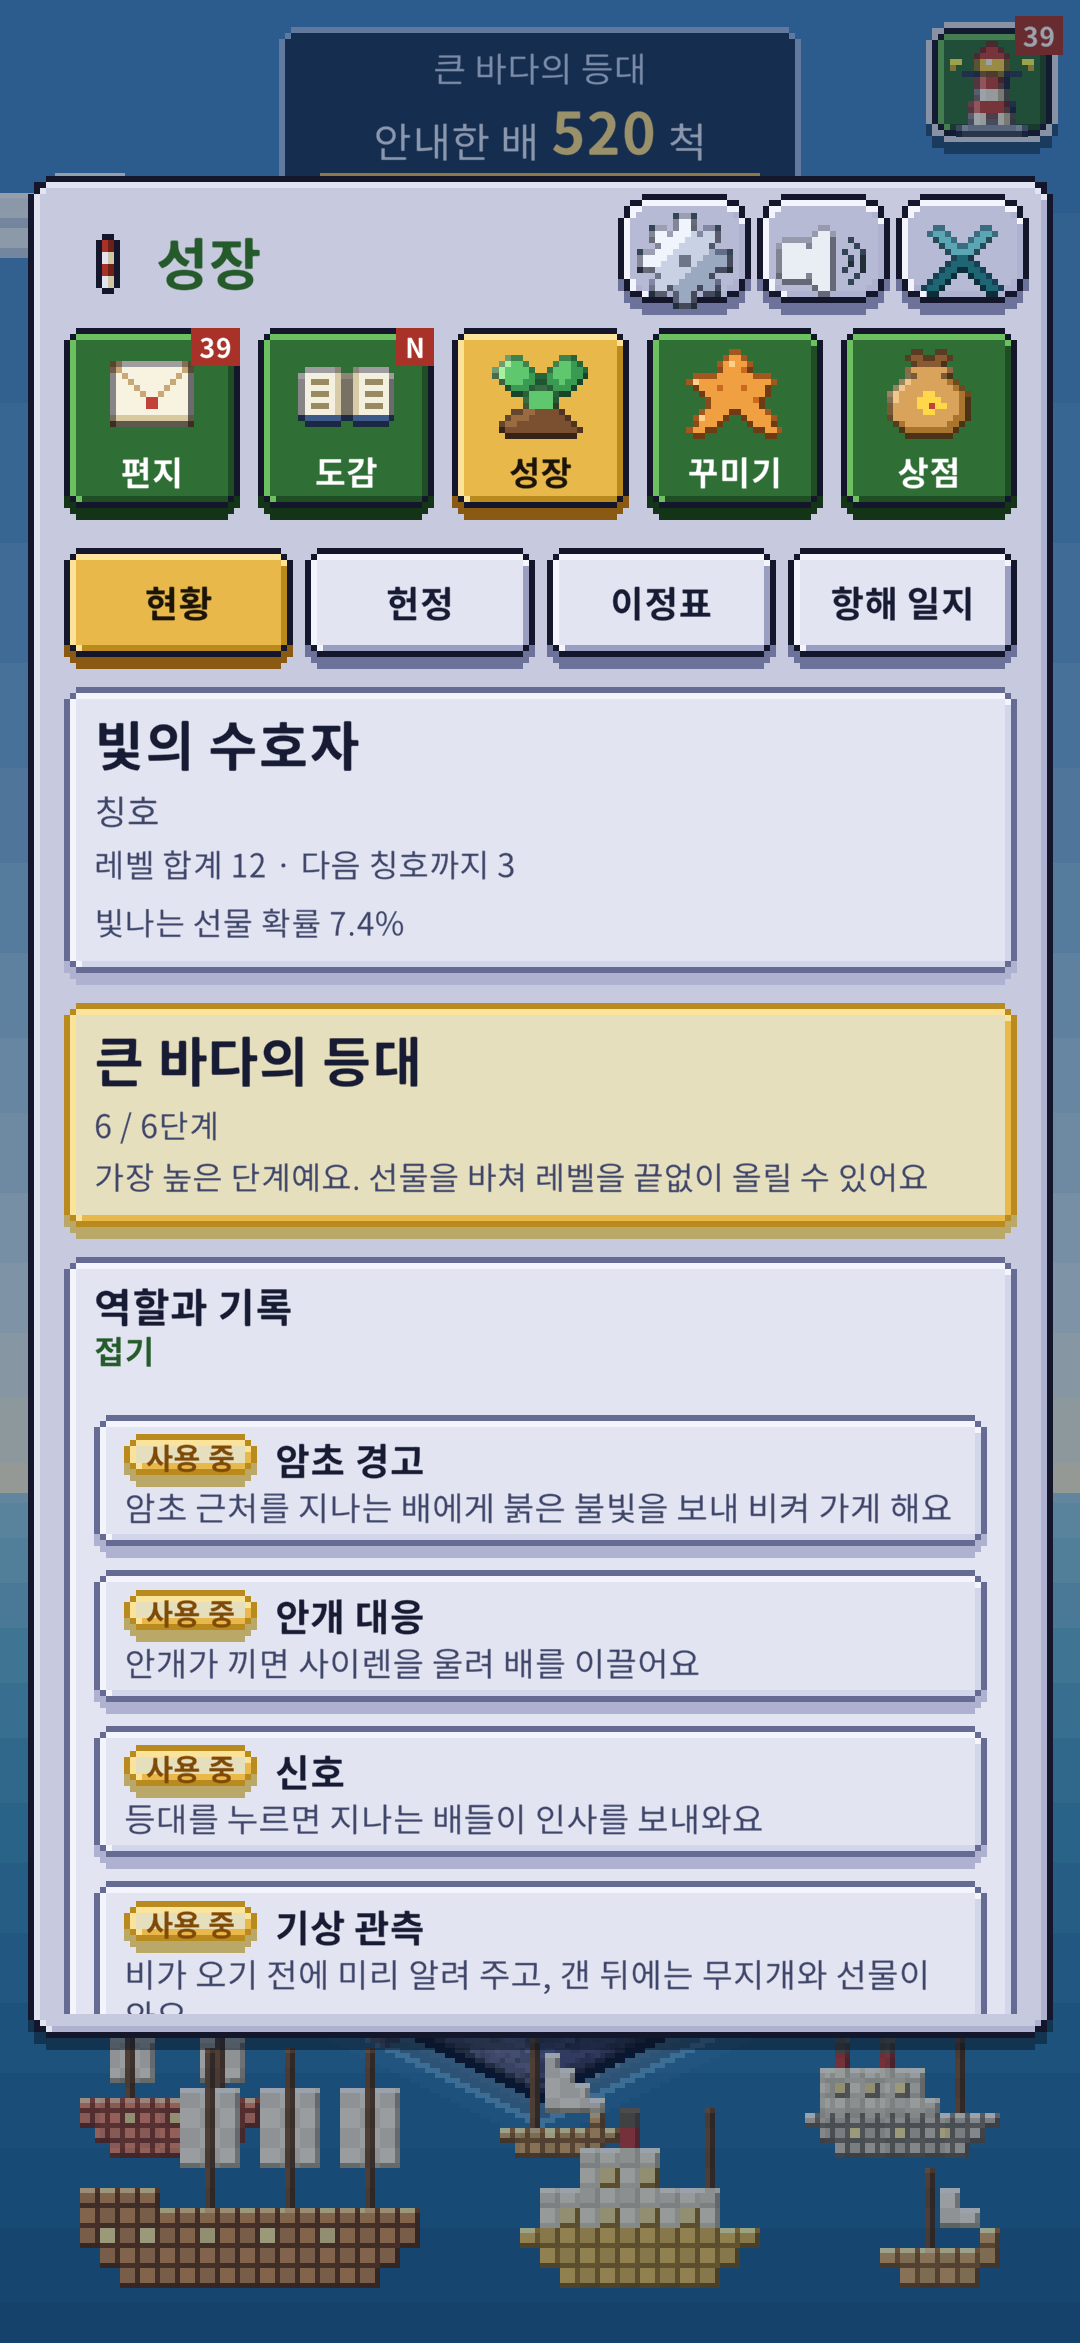 큰 바다의 등대
39
안내한 배 520 척
성장
39
N
편지
도감
성장
꾸미기
상점
현황
헌정
이정표
항해 일지
빛의 수호자
칭호
레벨 합계 12 · 다음 칭호까지 3
빛나는 선물 확률 7.4%
큰 바다의 등대
6 / 6단계
가장 높은 단계예요. 선물을 바쳐 레벨을 끝없이 올릴 수 있어요
역할과 기록
접기
사용 중 암초 경고
암초 근처를 지나는 배에게 붉은 불빛을 보내 비켜 가게 해요
사용 중 안개 대응
안개가 끼면 사이렌을 울려 배를 이끌어요
사용 중 신호
등대를 누르면 지나는 배들이 인사를 보내와요
사용 중 기상 관측
비가 오기 전에 미리 알려 주고, 갠 뒤에는 무지개와 선물이
와요